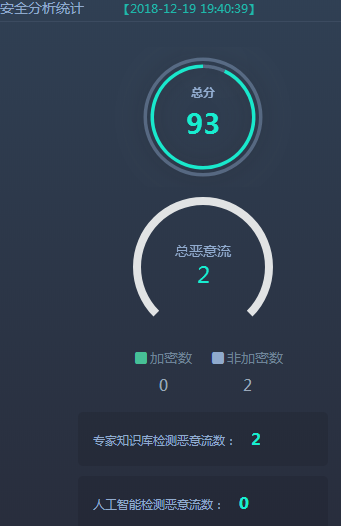 安全分析统计 【2018-12-19 19:40:39】
总分
93
总恶意流
2
加密数 非加密数
0 2
专家知识库检测恶意流数： 2
人工智能检测恶意流数： 0